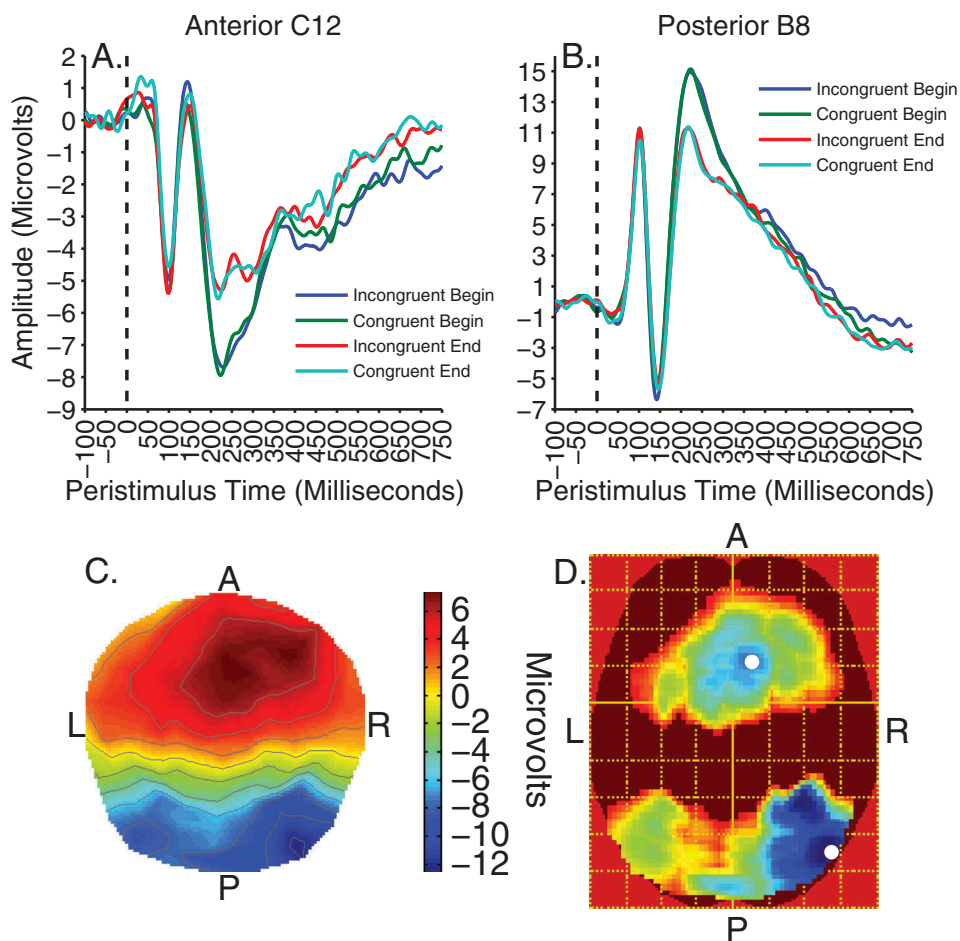 Anterior C12
A.
Amplitude (Microvolts)
2
1
0
−1
−2
−3
−4
−5
−6
−7
−8
−9
Incongruent Begin
Congruent Begin
Incongruent End
Congruent End
−100 −50 0 50 100 150 200 250 300 350 400 450 500 550 600 650 700 750
Peristimulus Time (Milliseconds)
Posterior B8
B.
15
13
11
9
7
5
3
1
−1
−3
−5
−7
Incongruent Begin
Congruent Begin
Incongruent End
Congruent End
−100 −50 0 50 100 150 200 250 300 350 400 450 500 550 600 650 700 750
Peristimulus Time (Milliseconds)
C.
A
L
R
P
6
4
2
0
−2
−4
−6
−8
−10
−12
Microvolts
D.
A
L
R
P